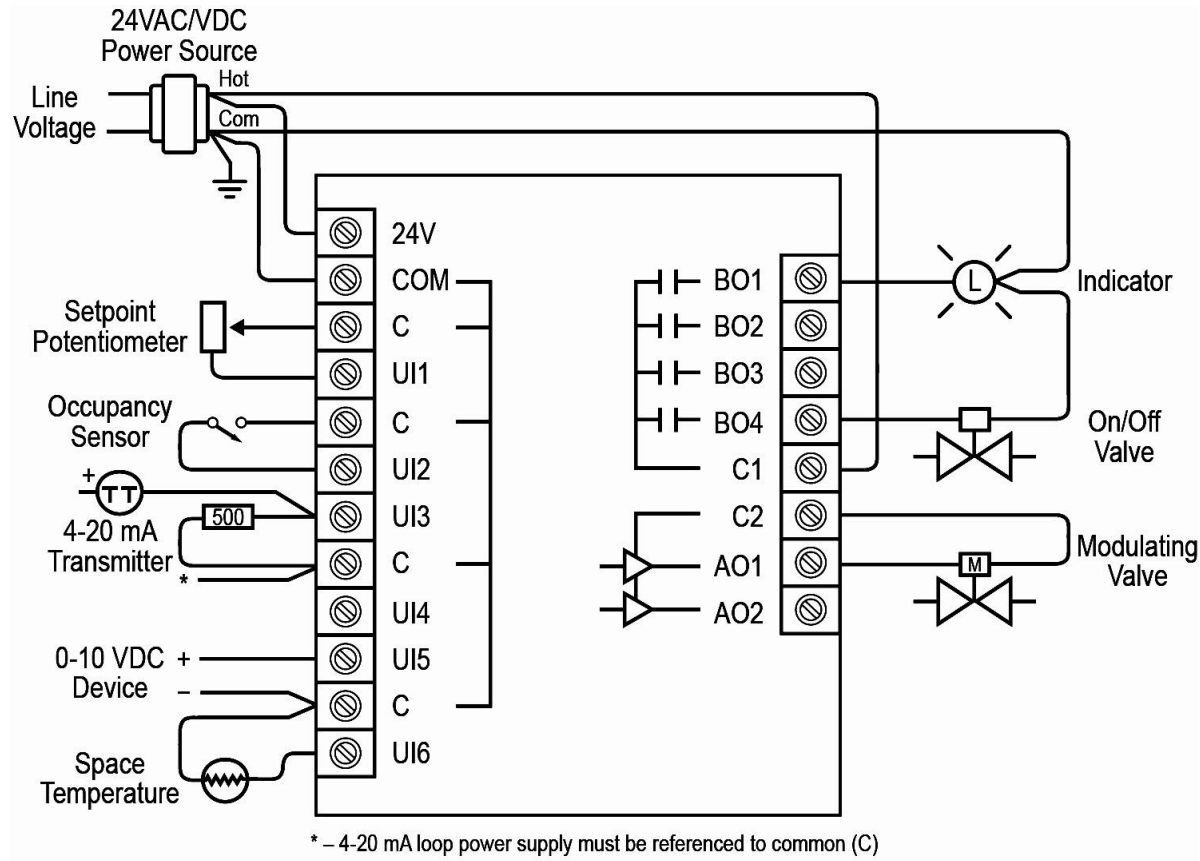 24VAC/VDC
Power Source
Hot
Line
Voltage
Com
24V
COM
Setpoint
Potentiometer
C
UI1
Occupancy
Sensor
C
UI2
+
TT
4-20 mA
Transmitter
500
UI3
*
C
UI4
0-10 VDC
Device
+
–
UI5
C
Space
Temperature
UI6
BO1
L
Indicator
BO2
BO3
BO4
On/Off
Valve
C1
C2
AO1
M
Modulating
Valve
AO2
* – 4-20 mA loop power supply must be referenced to common (C)